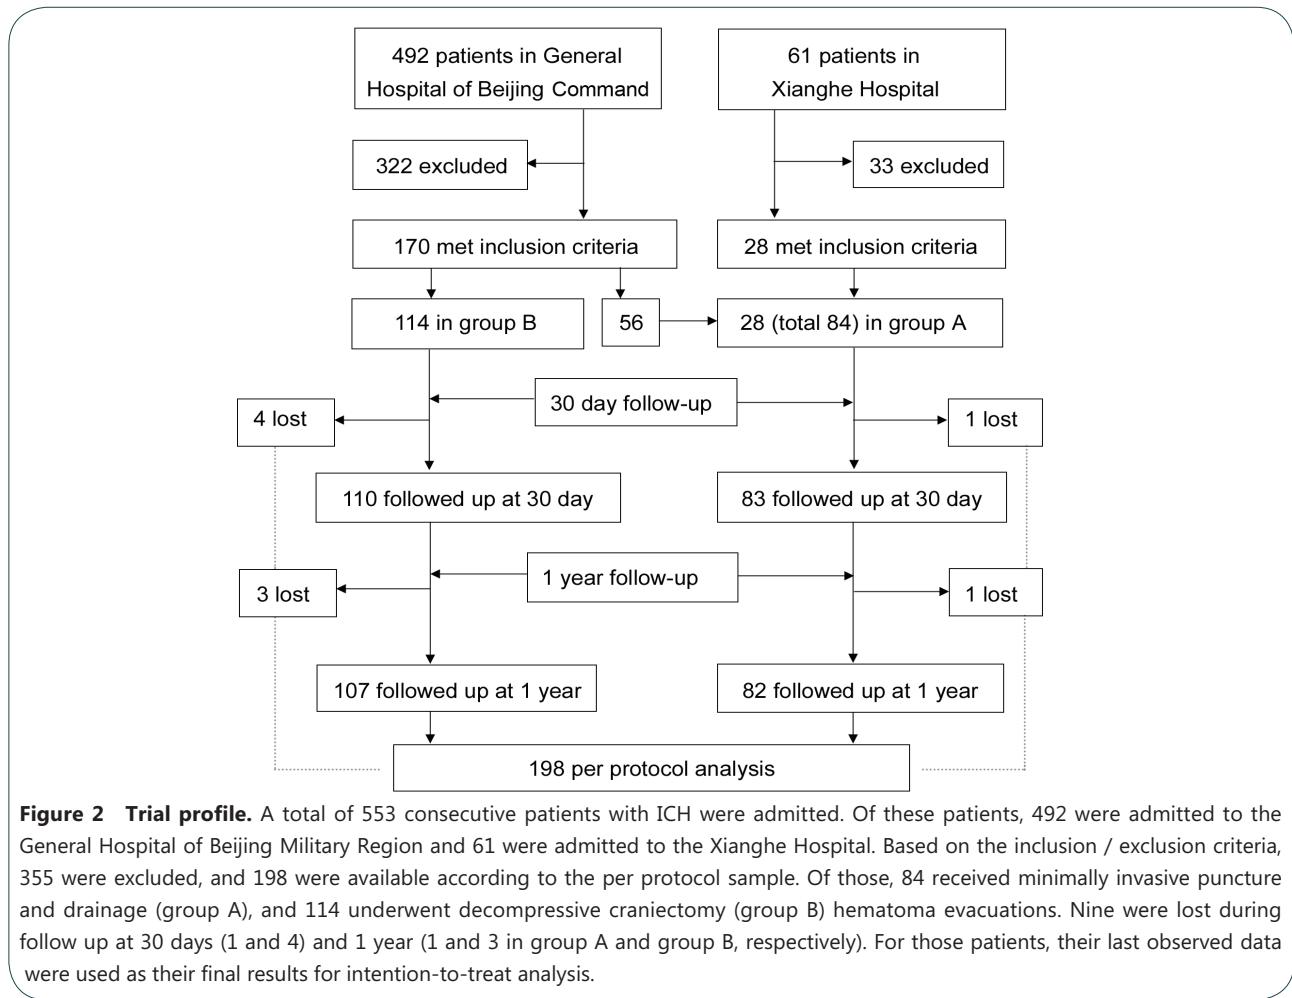 492 patients in General
Hospital of Beijing Command
61 patients in
Xianghe Hospital
322 excluded
33 excluded
170 met inclusion criteria
28 met inclusion criteria
114 in group B
56
28 (total 84) in group A
30 day follow-up
4 lost
1 lost
110 followed up at 30 day
83 followed up at 30 day
1 year follow-up
3 lost
1 lost
107 followed up at 1 year
82 followed up at 1 year
198 per protocol analysis
Figure 2 Trial profile. A total of 553 consecutive patients with ICH were admitted. Of these patients, 492 were admitted to the
General Hospital of Beijing Military Region and 61 were admitted to the Xianghe Hospital. Based on the inclusion / exclusion criteria,
355 were excluded, and 198 were available according to the per protocol sample. Of those, 84 received minimally invasive puncture
and drainage (group A), and 114 underwent decompressive craniectomy (group B) hematoma evacuations. Nine were lost during
follow up at 30 days (1 and 4) and 1 year (1 and 3 in group A and group B, respectively). For those patients, their last observed data
were used as their final results for intention-to-treat analysis.